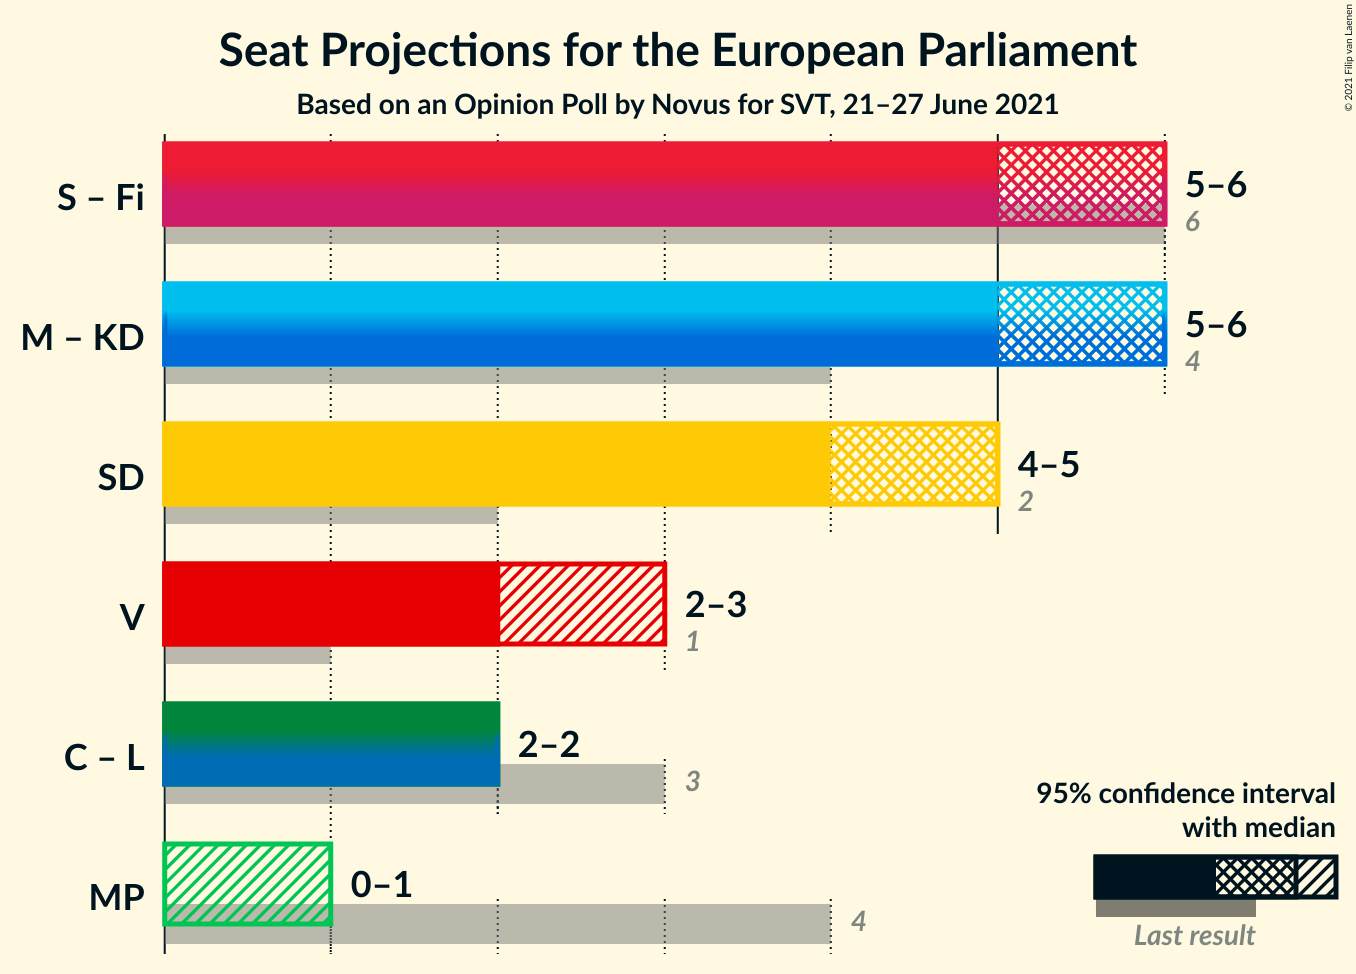 Seat Projections for the European Parliament
Based on an Opinion Poll by Novus for SVT, 21–27 June 2021
© 2021 Filip van Laenen
S – Fi
5–6
6
M – KD
5–6
4
SD
4–5
2
V
2–3
1
C – L
2–2
3
MP
0–1
4
95% confidence interval
with median
Last result